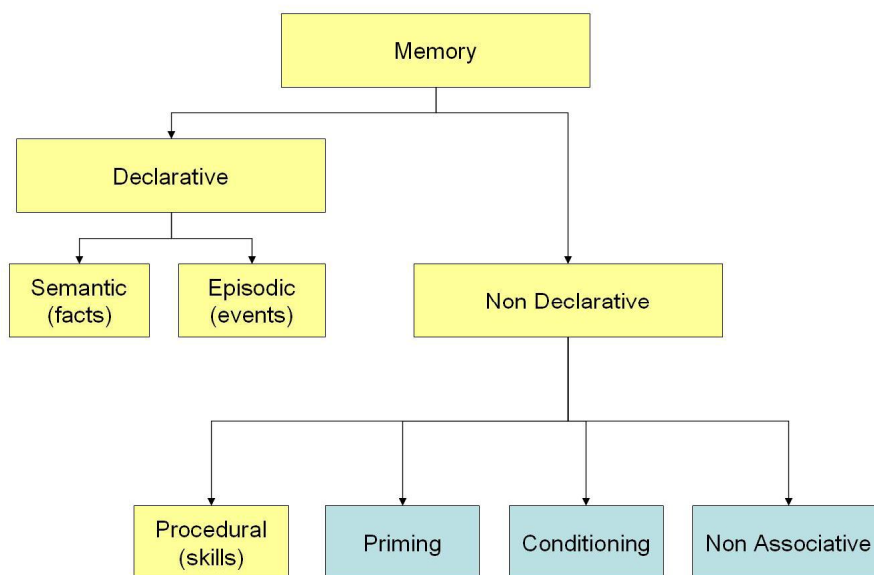 Memory
Declarative
Semantic
(facts)
Episodic
(events)
Non Declarative
Procedural
(skills)
Priming
Conditioning
Non Associative